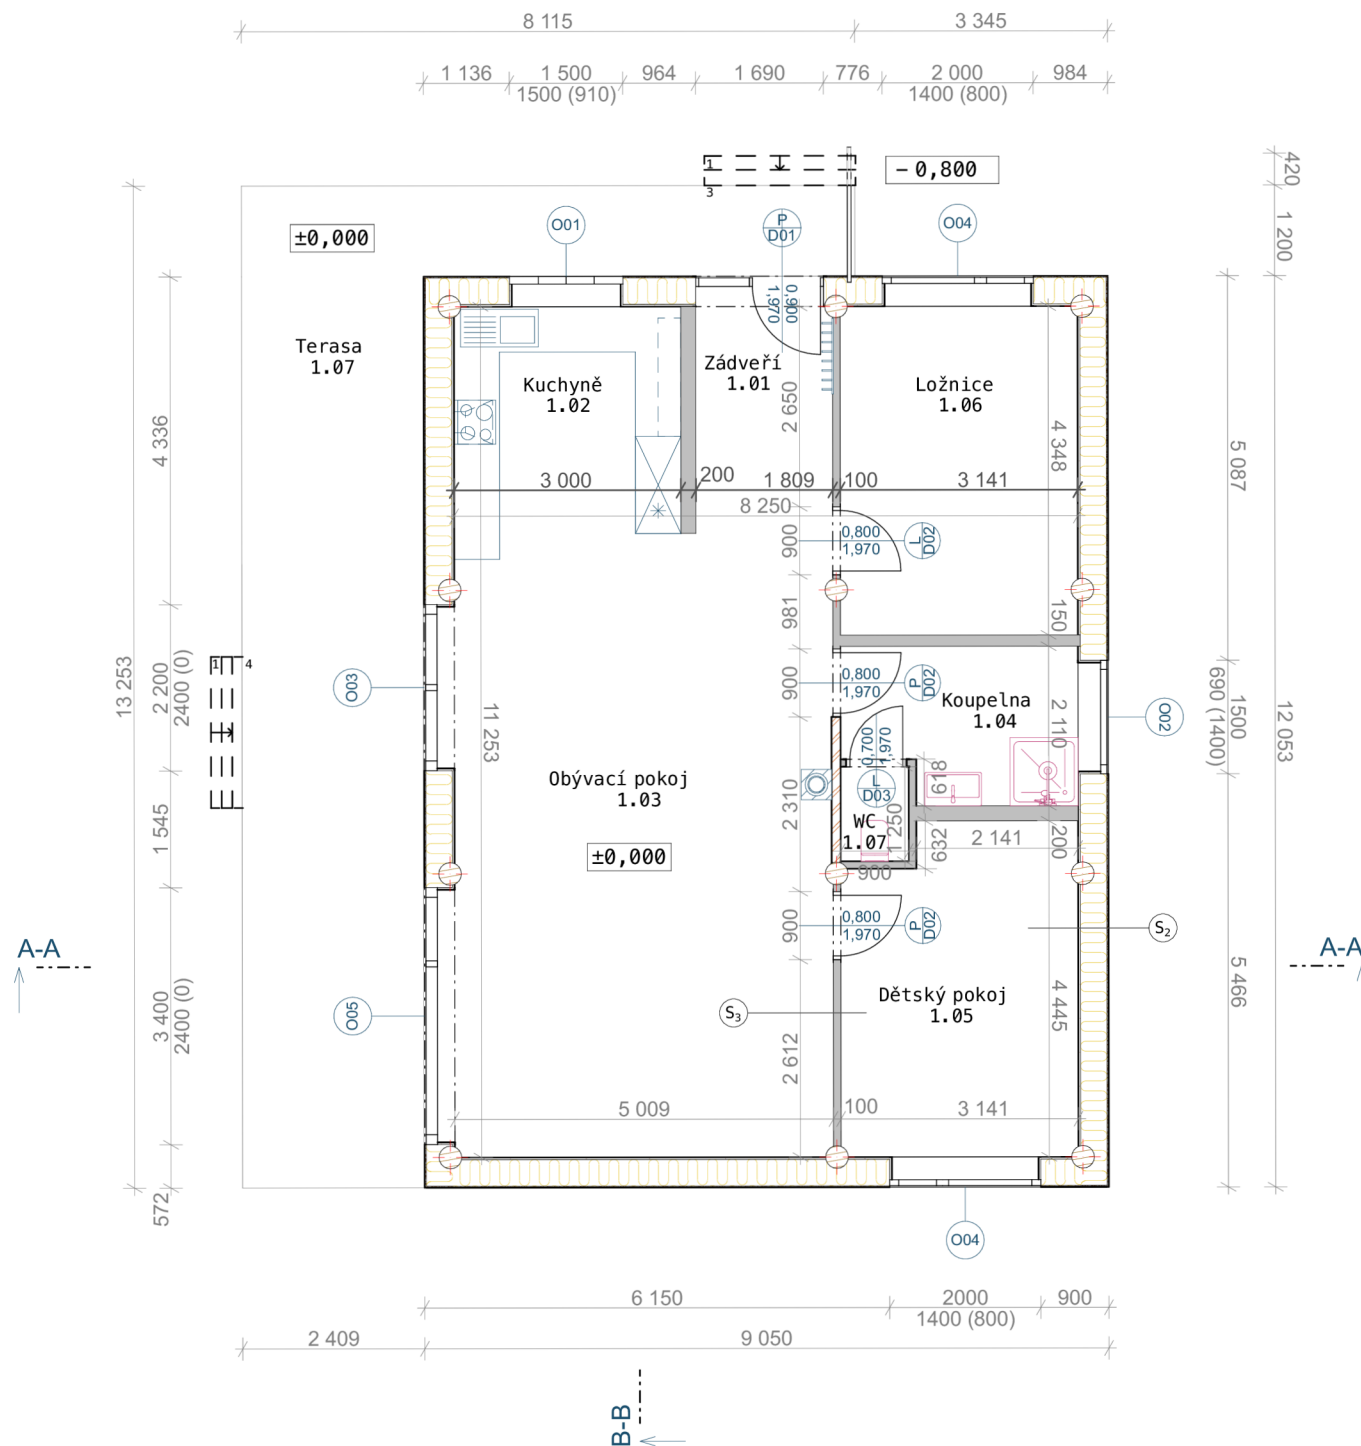 8 115
3 345
1 136
1 500
964
1 690
776
2 000
984
1500 (910)
1400 (800)
420
1 200
1
3
− 0,800
O01
P
D01
O04
±0,000
0,900
1,970
Terasa
1.07
Kuchyně
1.02
Zádveří
1.01
Ložnice
1.06
2 650
4 336
4 348
5 087
3 000
200
1 809
100
3 141
8 250
900
0,800
1,970
L
D02
981
150
13 253
1
4
2 200
2400 (0)
O03
11 253
900
0,800
1,970
P
D02
Koupelna
1.04
2 110
O02
1500
690 (1400)
12 053
0,700
1,970
L
D03
618
Obývací pokoj
1.03
2 310
1 545
WC
1.07
1 250
632
2 141
200
±0,000
900
900
0,800
1,970
P
D02
S2
A-A
A-A
O05
3 400
2400 (0)
5 466
Dětský pokoj
1.05
4 445
S3
2 612
5 009
100
3 141
572
O04
6 150
2000
900
1400 (800)
2 409
9 050
B-B